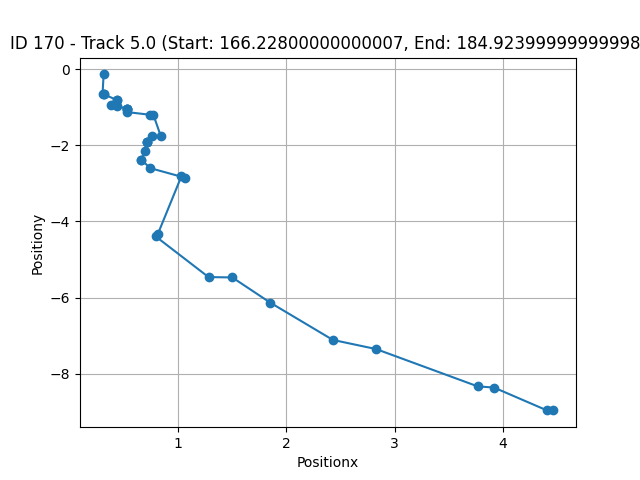 ID 170 - Track 5.0 (Start: 166.22800000000007, End: 184.92399999999998
0
−2
−4
−6
−8
Positiony
1 2 3 4
Positionx